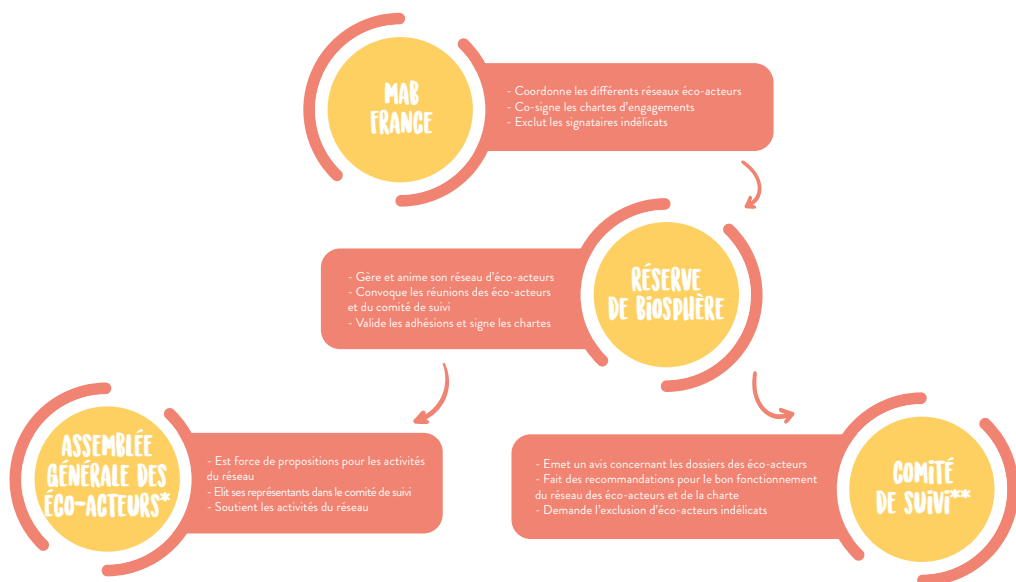 MAB
FRANCE
- Coordonne les différents réseaux éco-acteurs
- Co-signe les chartes d'engagements
- Exclut les signataires indélicats
- Gère et anime son réseau d'éco-acteurs
- Convoque les réunions des éco-acteurs
et du comité de suivi
- Valide les adhésions et signe les chartes
RÉSERVE
DE BIOSPHÈRE
ASSEMBLÉE
GÉNÉRALE DES
ÉCO-ACTEURS*
- Est force de propositions pour les activités
du réseau
- Elit ses représentants dans le comité de suivi
- Soutient les activités du réseau
- Emet un avis concernant les dossiers des éco-acteurs
- Fait des recommandations pour le bon fonctionnement
du réseau des éco-acteurs et de la charte
- Demande l'exclusion d'éco-acteurs indélicats
COMITÉ
DE SUIVI**